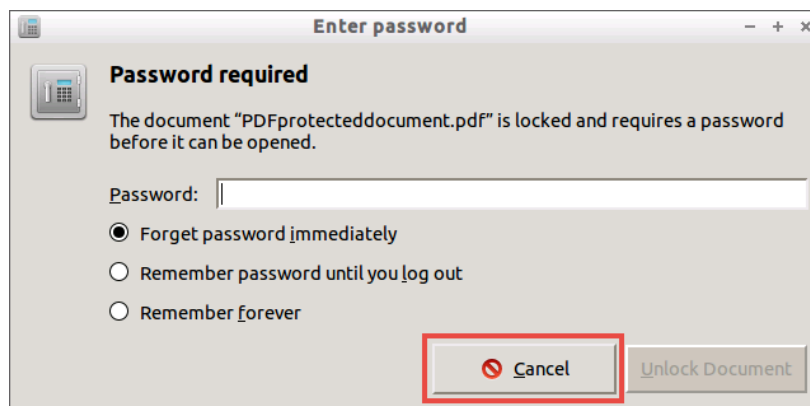 Enter password
Password required
The document “PDFprotecteddocument.pdf” is locked and requires a password
before it can be opened.
Password:
Forget password immediately
Remember password until you log out
Remember forever
Cancel
Unlock Document